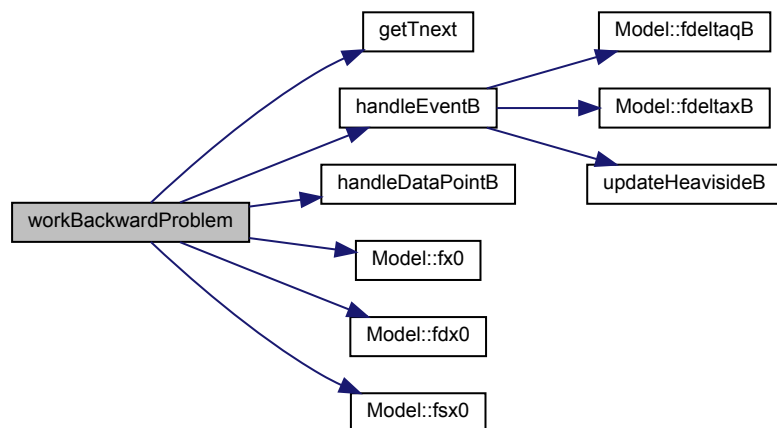 getTnext
Model::fdeltaqB
handleEventB
Model::fdeltaxB
handleDataPointB
updateHeavisideB
workBackwardProblem
Model::fx0
Model::fdx0
Model::fsx0